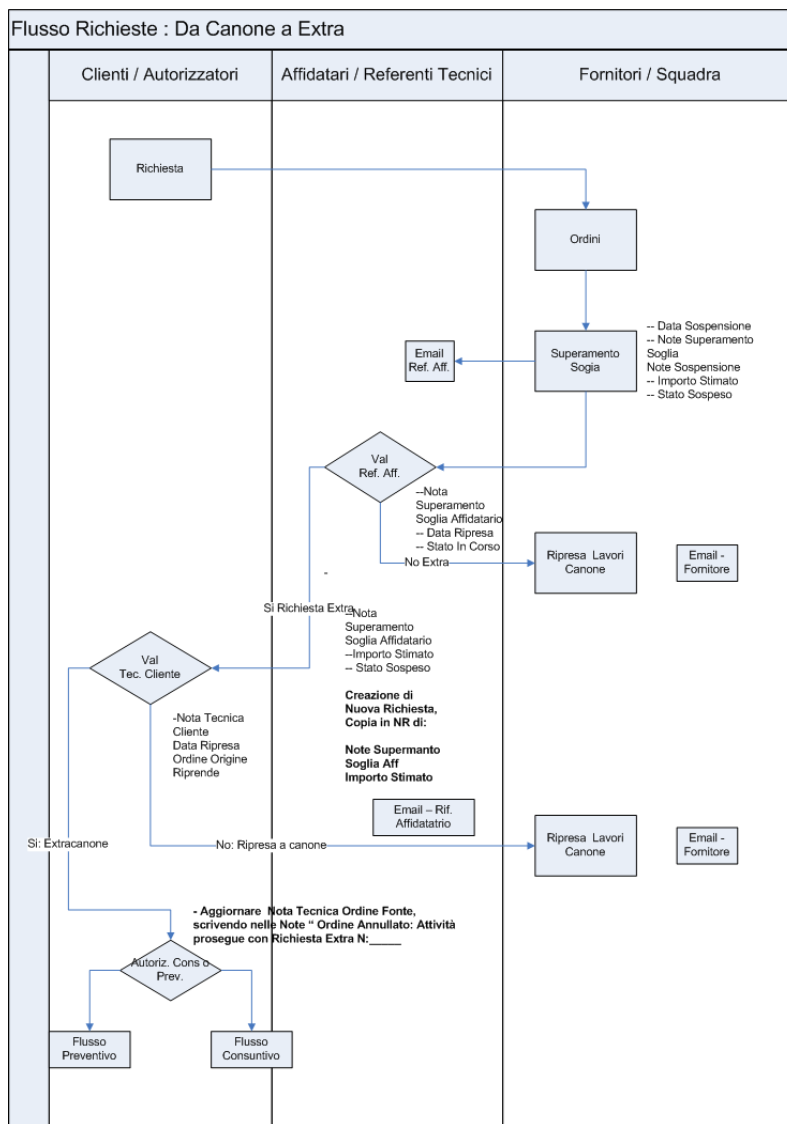 Flusso Richieste : Da Canone a Extra
Clienti / Autorizzatori
Affidatari / Referenti Tecnici
Fornitori / Squadra
Richiesta
Ordini
Email
Ref. Aff.
Superamento
Sogia
-- Data Sospensione
-- Note Superamento
Soglia
Note Sospensione
-- Importo Stimato
-- Stato Sospeso
Val
Ref. Aff.
--Nota
Superamento
Soglia Affidatario
-- Data Ripresa
-- Stato In Corso
No Extra
Ripresa Lavori
Canone
Email -
Fornitore
-
Si Richiesta Extra
--Nota
Superamento
Soglia Affidatario
--Importo Stimato
-- Stato Sospeso
Val
Tec. Cliente
-Nota Tecnica
Cliente
Data Ripresa
Ordine Origine
Riprende
Creazione di
Nuova Richiesta,
Copia in NR di:
Note Supermanto
Soglia Aff
Importo Stimato
Email – Rif.
Affidatatrio
Si: Extracanone
No: Ripresa a canone
Ripresa Lavori
Canone
Email -
Fornitore
- Aggiornare Nota Tecnica Ordine Fonte,
scrivendo nelle Note “ Ordine Annullato: Attività
prosegue con Richiesta Extra N:_____
Autoriz. Cons o
Prev.
Flusso
Preventivo
Flusso
Consuntivo